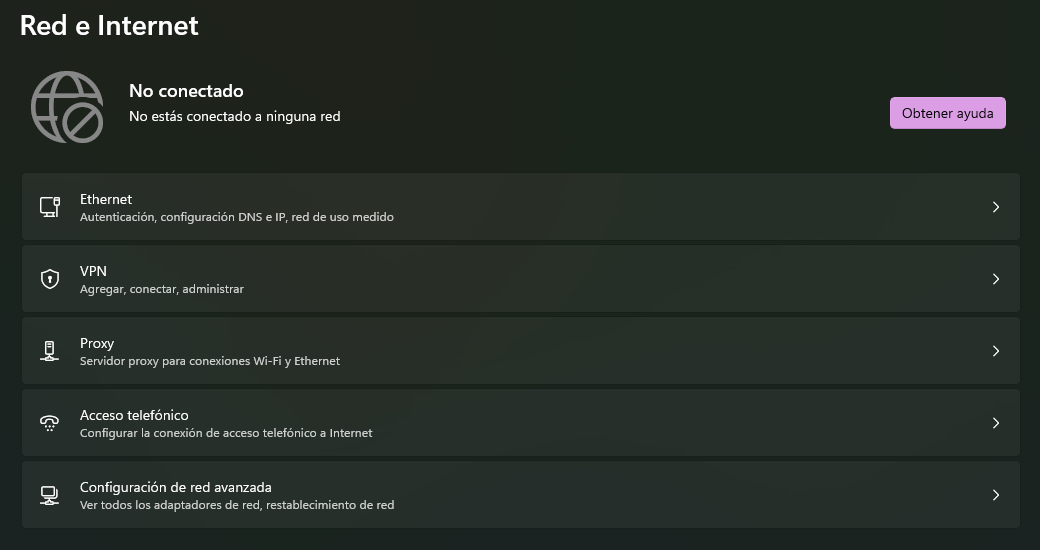 Red e Internet
No conectado
No estás conectado a ninguna red
Obtener ayuda
Ethernet
Autenticación, configuración DNS e IP, red de uso medido
VPN
Agregar, conectar, administrar
Proxy
Servidor proxy para conexiones Wi-Fi y Ethernet
Acceso telefónico
Configurar la conexión de acceso telefónico a Internet
Configuración de red avanzada
Ver todos los adaptadores de red, restablecimiento de red